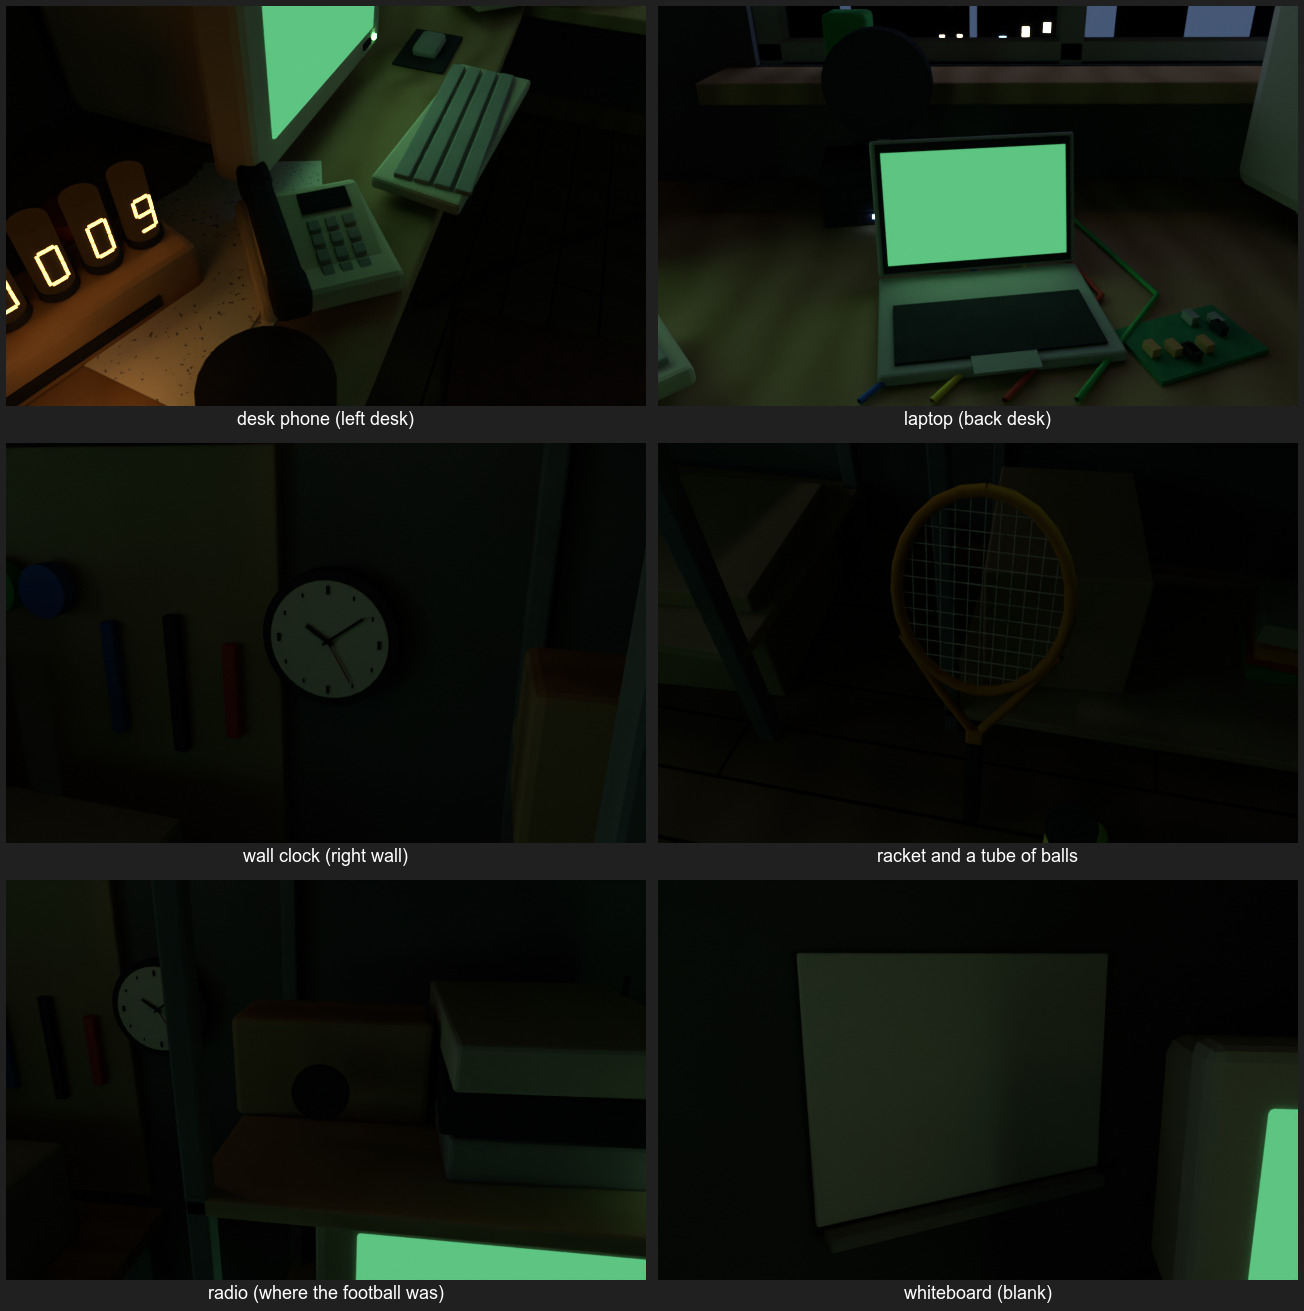 0009
desk phone (left desk)
laptop (back desk)
wall clock (right wall)
racket and a tube of balls
radio (where the football was)
whiteboard (blank)